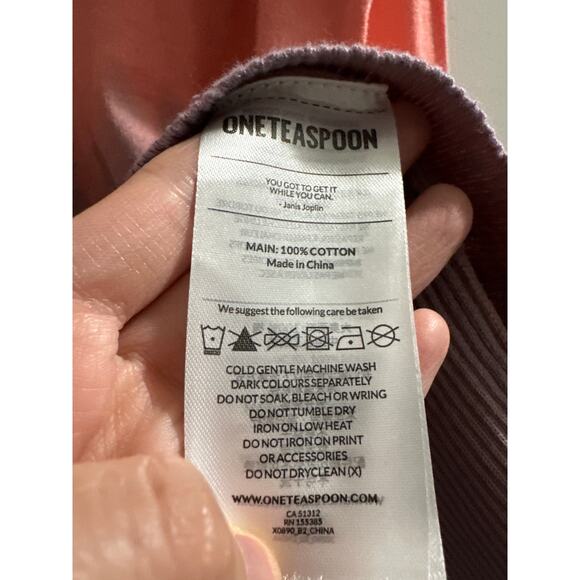 ONETEASPOON
YOU GOT TO GET IT
WHILE YOU CAN.
- Janis Joplin
MAIN: 100% COTTON
Made in China
We suggest the following care be taken
COLD GENTLE MACHINE WASH
DARK COLOURS SEPARATELY
DO NOT SOAK, BLEACH OR WRING
DO NOT TUMBLE DRY
IRON ON LOW HEAT
DO NOT IRON ON PRINT
OR ACCESSORIES
DO NOT DRYCLEAN (X)
WWW.ONETEASPOON.COM
CA 51312
RN 155385
X0890_B2_CHINA